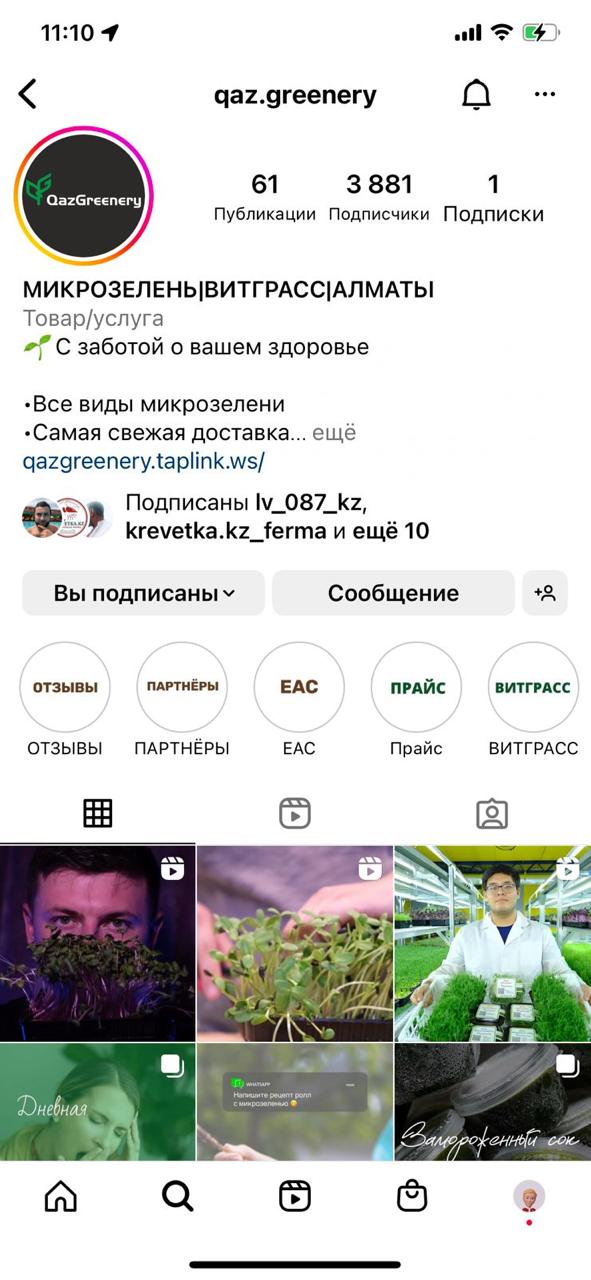 11:10
qaz.greenery
QazGreenery
61
3 881
1
Публикации
Подписчики
Подписки
МИКРОЗЕЛЕНЬ|ВИТГРАСС|АЛМАТЫ
Товар/услуга
🌱 С заботой о вашем здоровье
•Все виды микрозелени
•Самая свежая доставка... ещё
qazgreenery.taplink.ws/
Подписаны lv_087_kz,
krevetka.kz_ferma и ещё 10
Вы подписаны
Сообщение
ОТЗЫВЫ
ПАРТНЁРЫ
EAC
ПРАЙС
ВИТГРАСС
ОТЗЫВЫ
ПАРТНЁРЫ
EAC
Прайс
ВИТГРАСС
Дневная
WHATSAPP
Напишите рецепт ролл
с микрозеленью 😋
Замороженный сок